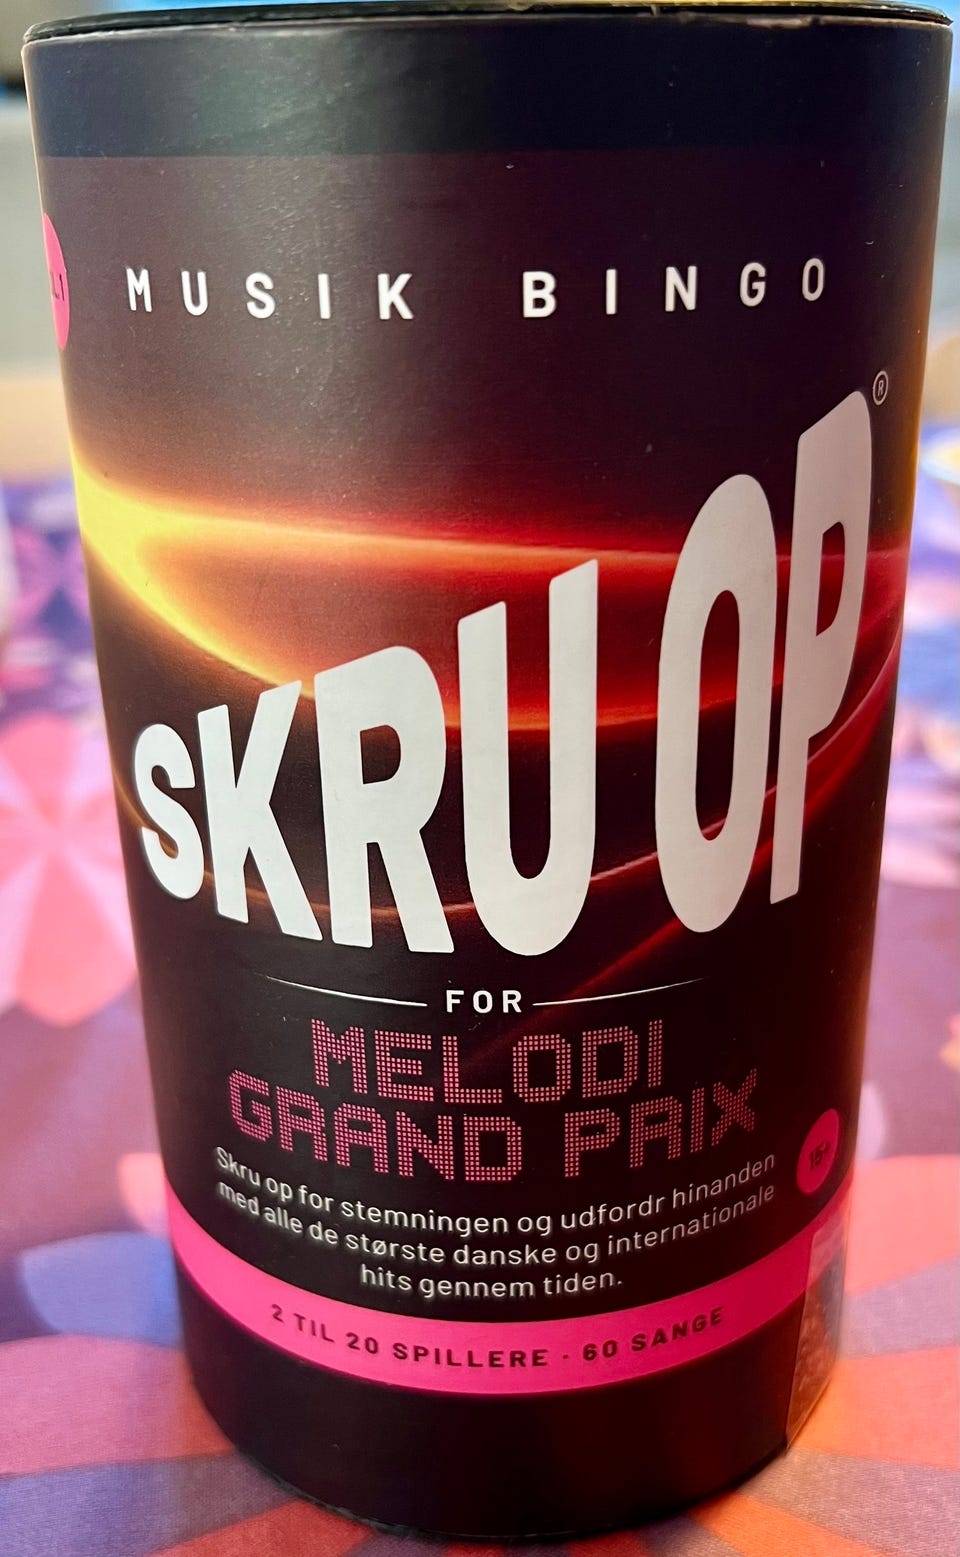 MUSIK BINGO
SKRU OP®
FOR
MELODI
GRAND PRIX
15+
Skru op for stemningen og udfordr hinanden
med alle de største danske og internationale
hits gennem tiden.
2 TIL 20 SPILLERE · 60 SANGE